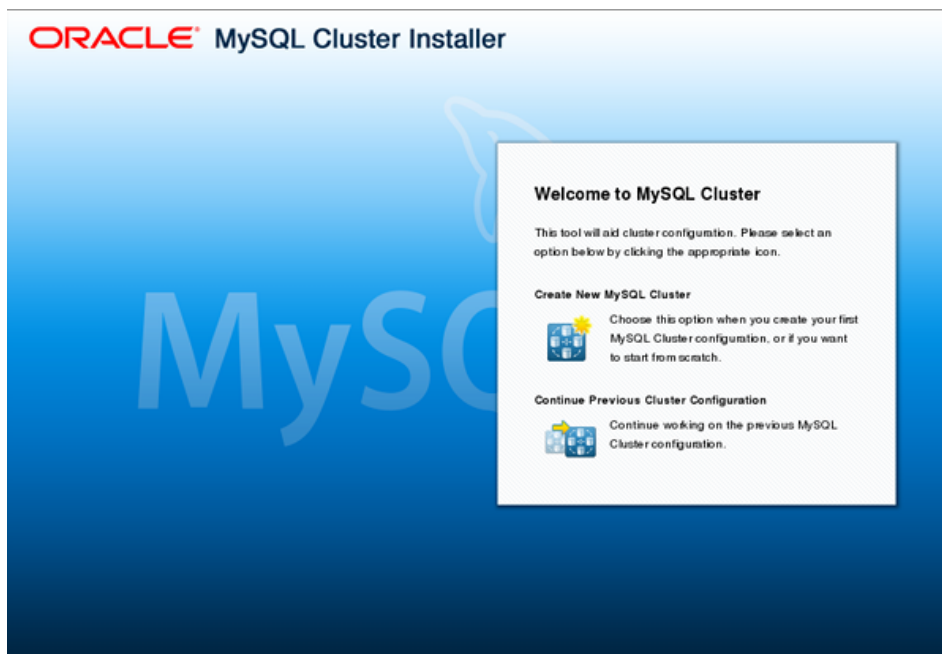 ORACLE® MySQL Cluster Installer
MySQ
Welcome to MySQL Cluster
This tool will aid cluster configuration. Please select an
option below by clicking the appropriate icon.
Create New MySQL Cluster
Choose this option when you create your first
MySQL Cluster configuration, or if you want
to start from scratch.
Continue Previous Cluster Configuration
Continue working on the previous MySQL
Cluster configuration.